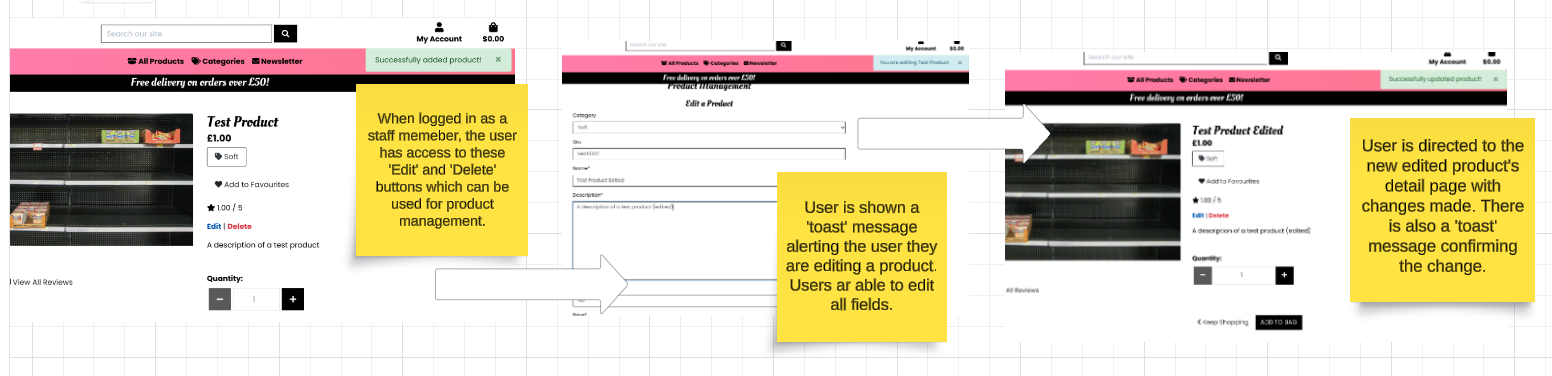 Search our site
My Account
$0.00
All Products Categories Newsletter
Successfully added product! ×
Free delivery on orders over £50!
Test Product
£1.00
Soft
Add to Favourites
1.00 / 5
Edit | Delete
A description of a test product
Quantity:
− 1 +
View All Reviews
When logged in as a
staff memeber, the user
has access to these
'Edit' and 'Delete'
buttons which can be
used for product
management.
Search our site
My Account
$0.00
All Products Categories Newsletter
You are editing Test Product ×
Free delivery on orders over £50!
Product Management
Edit a Product
Category
Soft
Sku
Name*
Test Product Edited
Description*
A description of a test product (edited)
User is shown a
'toast' message
alerting the user they
are editing a product.
Users ar able to edit
all fields.
Search our site
My Account
$0.00
All Products Categories Newsletter
Successfully updated product! ×
Free delivery on orders over £50!
Test Product Edited
£1.00
Soft
Add to Favourites
1.00 / 5
Edit | Delete
A description of a test product (edited)
Quantity:
− 1 +
All Reviews
Keep Shopping ADD TO BAG
User is directed to the
new edited product's
detail page with
changes made. There
is also a 'toast'
message confirming
the change.